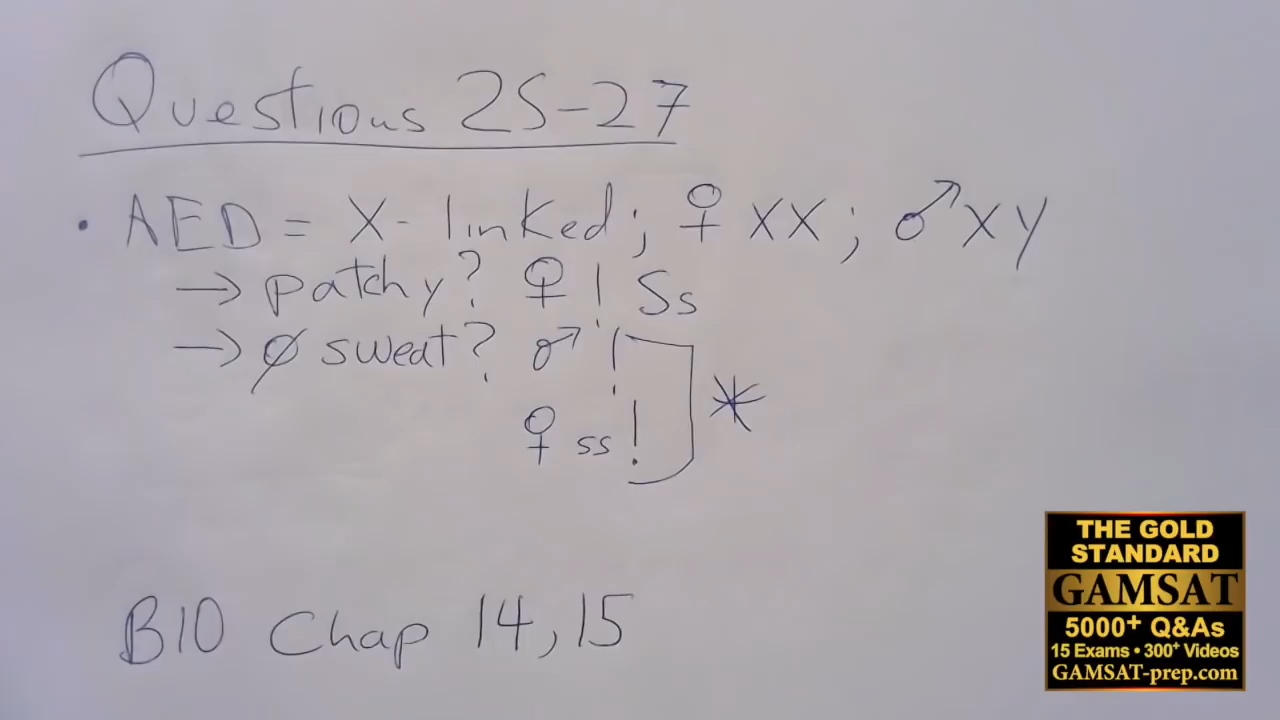 Questions 25-27
• AED = X-linked; ♀ XX; ♂ XY
→ patchy? ♀! Ss
→ ∅ sweat? ♂!
♀ ss! *
BIO Chap 14, 15
THE GOLD
STANDARD
GAMSAT
5000+ Q&As
15 Exams • 300+ Videos
GAMSAT-prep.com